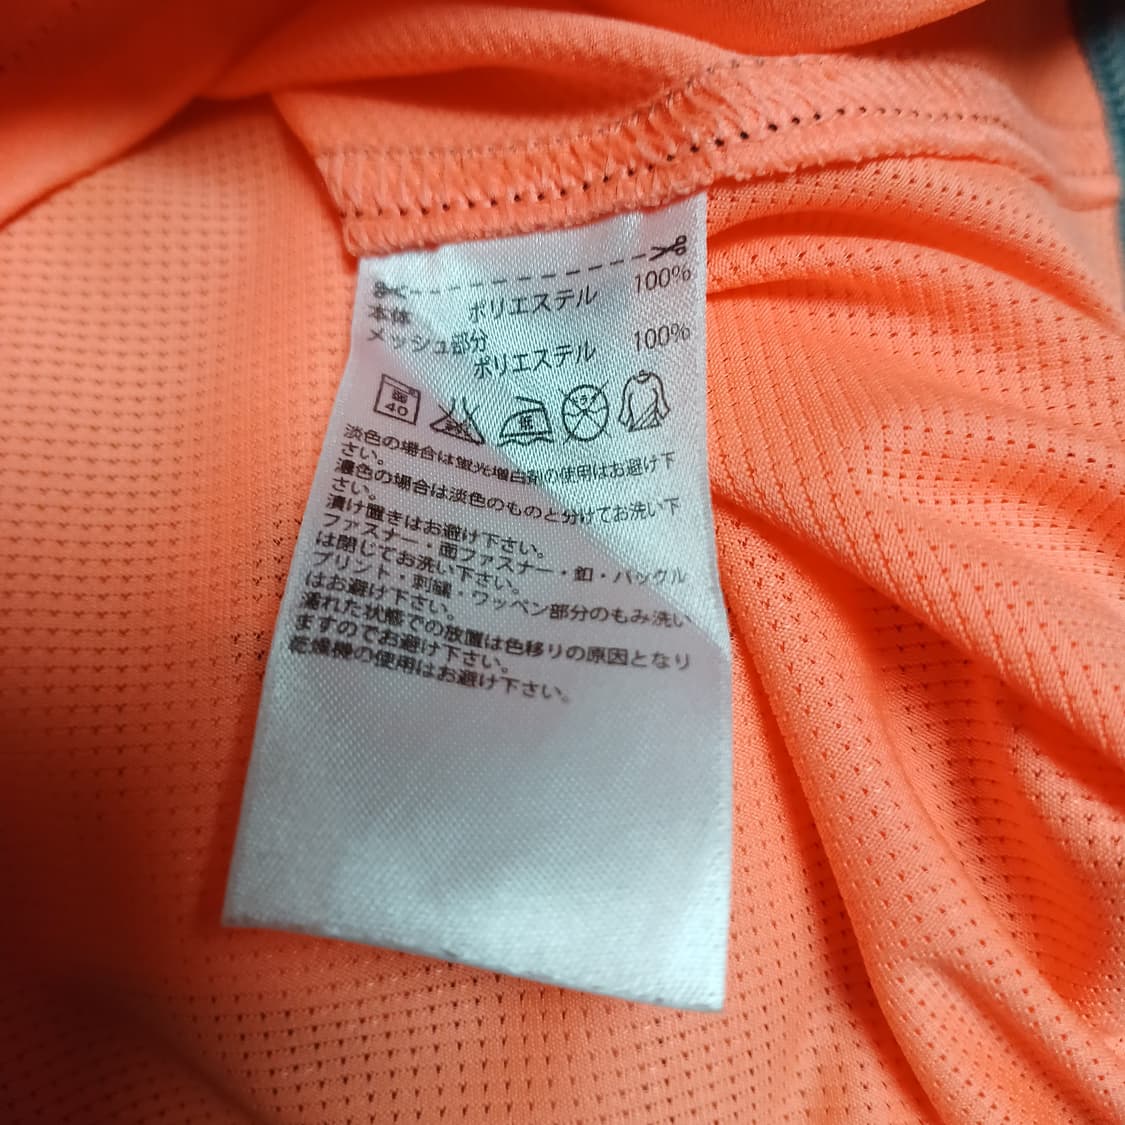 本体 ポリエステル 100%
メッシュ部分
ポリエステル 100%
40
淡色の場合は蛍光増白剤の使用はお避け下
さい。
濃色の場合は淡色のものと分けてお洗い下
さい。
漬け置きはお避け下さい。
ファスナー・面ファスナー・釦・バックル
は閉じてお洗い下さい。
プリント・刺繍・ワッペン部分のもみ洗い
はお避け下さい。
濡れた状態での放置は色移りの原因となり
ますのでお避け下さい。
乾燥機の使用はお避け下さい。